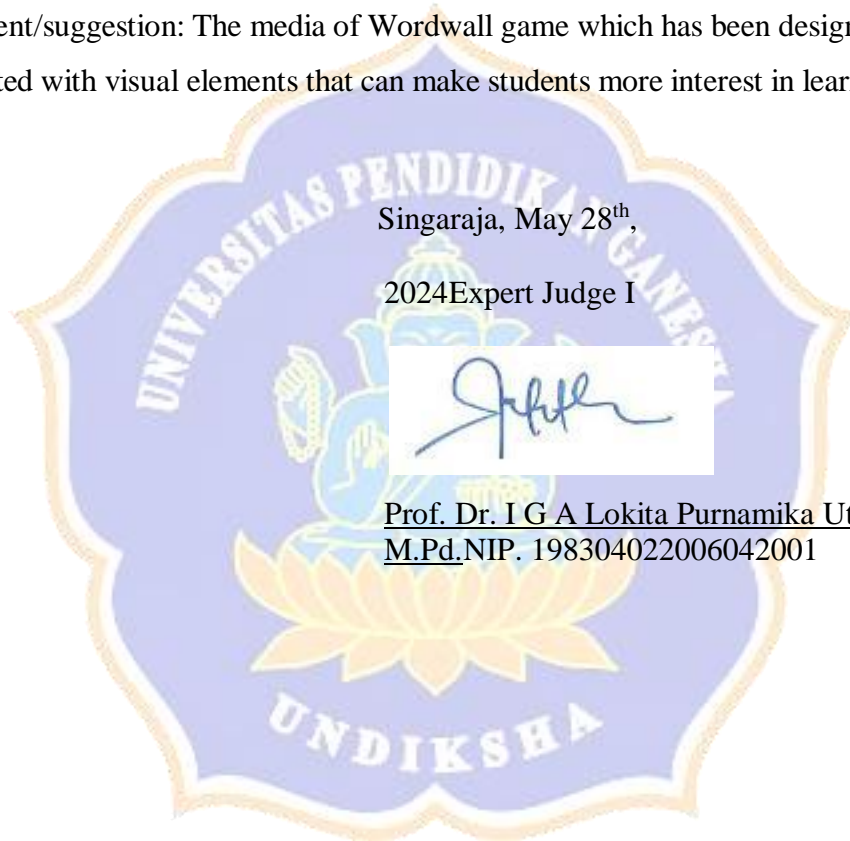 ent/suggestion: The media of Wordwall game which has been design
ted with visual elements that can make students more interest in lear
UNIVERSITAS PENDIDIKAN GANESHA
Singaraja, May 28th,
2024Expert Judge I
Prof. Dr. I G A Lokita Purnamika Ut
M.Pd.NIP. 198304022006042001
UNDIKSHA